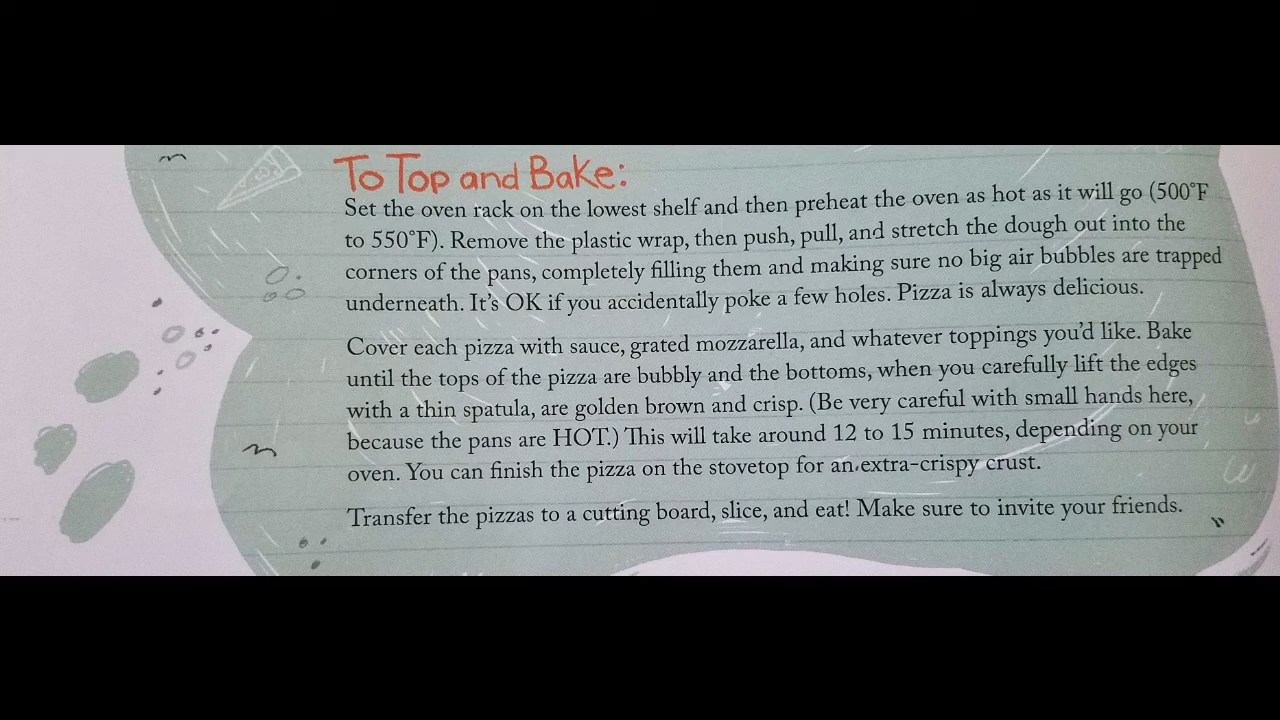 To Top and Bake:
Set the oven rack on the lowest shelf and then preheat the oven as hot as it will go (500°F
to 550°F). Remove the plastic wrap, then push, pull, and stretch the dough out into the
corners of the pans, completely filling them and making sure no big air bubbles are trapped
underneath. It's OK if you accidentally poke a few holes. Pizza is always delicious.
Cover each pizza with sauce, grated mozzarella, and whatever toppings you'd like. Bake
until the tops of the pizza are bubbly and the bottoms, when you carefully lift the edges
with a thin spatula, are golden brown and crisp. (Be very careful with small hands here,
because the pans are HOT.) This will take around 12 to 15 minutes, depending on your
oven. You can finish the pizza on the stovetop for an extra-crispy crust.
Transfer the pizzas to a cutting board, slice, and eat! Make sure to invite your friends.